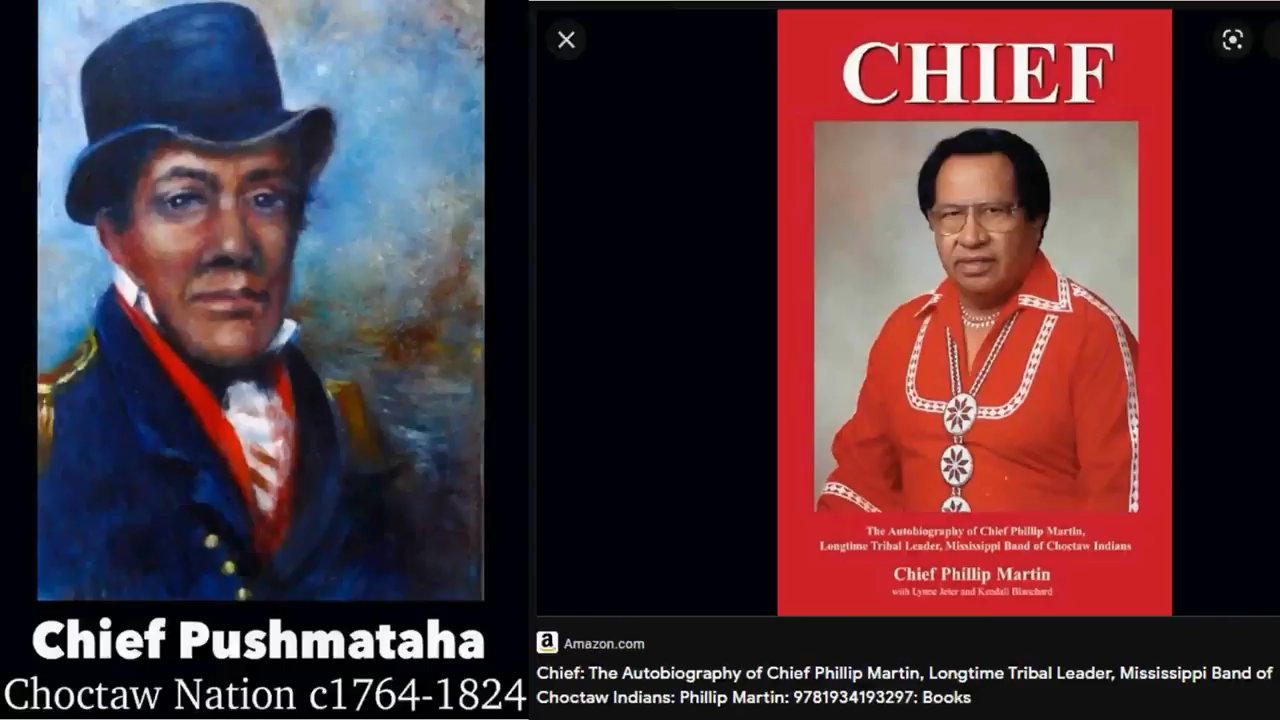 Chief Pushmataha
Choctaw Nation c1764-1824
CHIEF
The Autobiography of Chief Phillip Martin,
Longtime Tribal Leader, Mississippi Band of Choctaw Indians
Chief Phillip Martin
with Lynne Jeter and Kendall Blanchard
a
Amazon.com
Chief: The Autobiography of Chief Phillip Martin, Longtime Tribal Leader, Mississippi Band of
Choctaw Indians: Phillip Martin: 9781934193297: Books